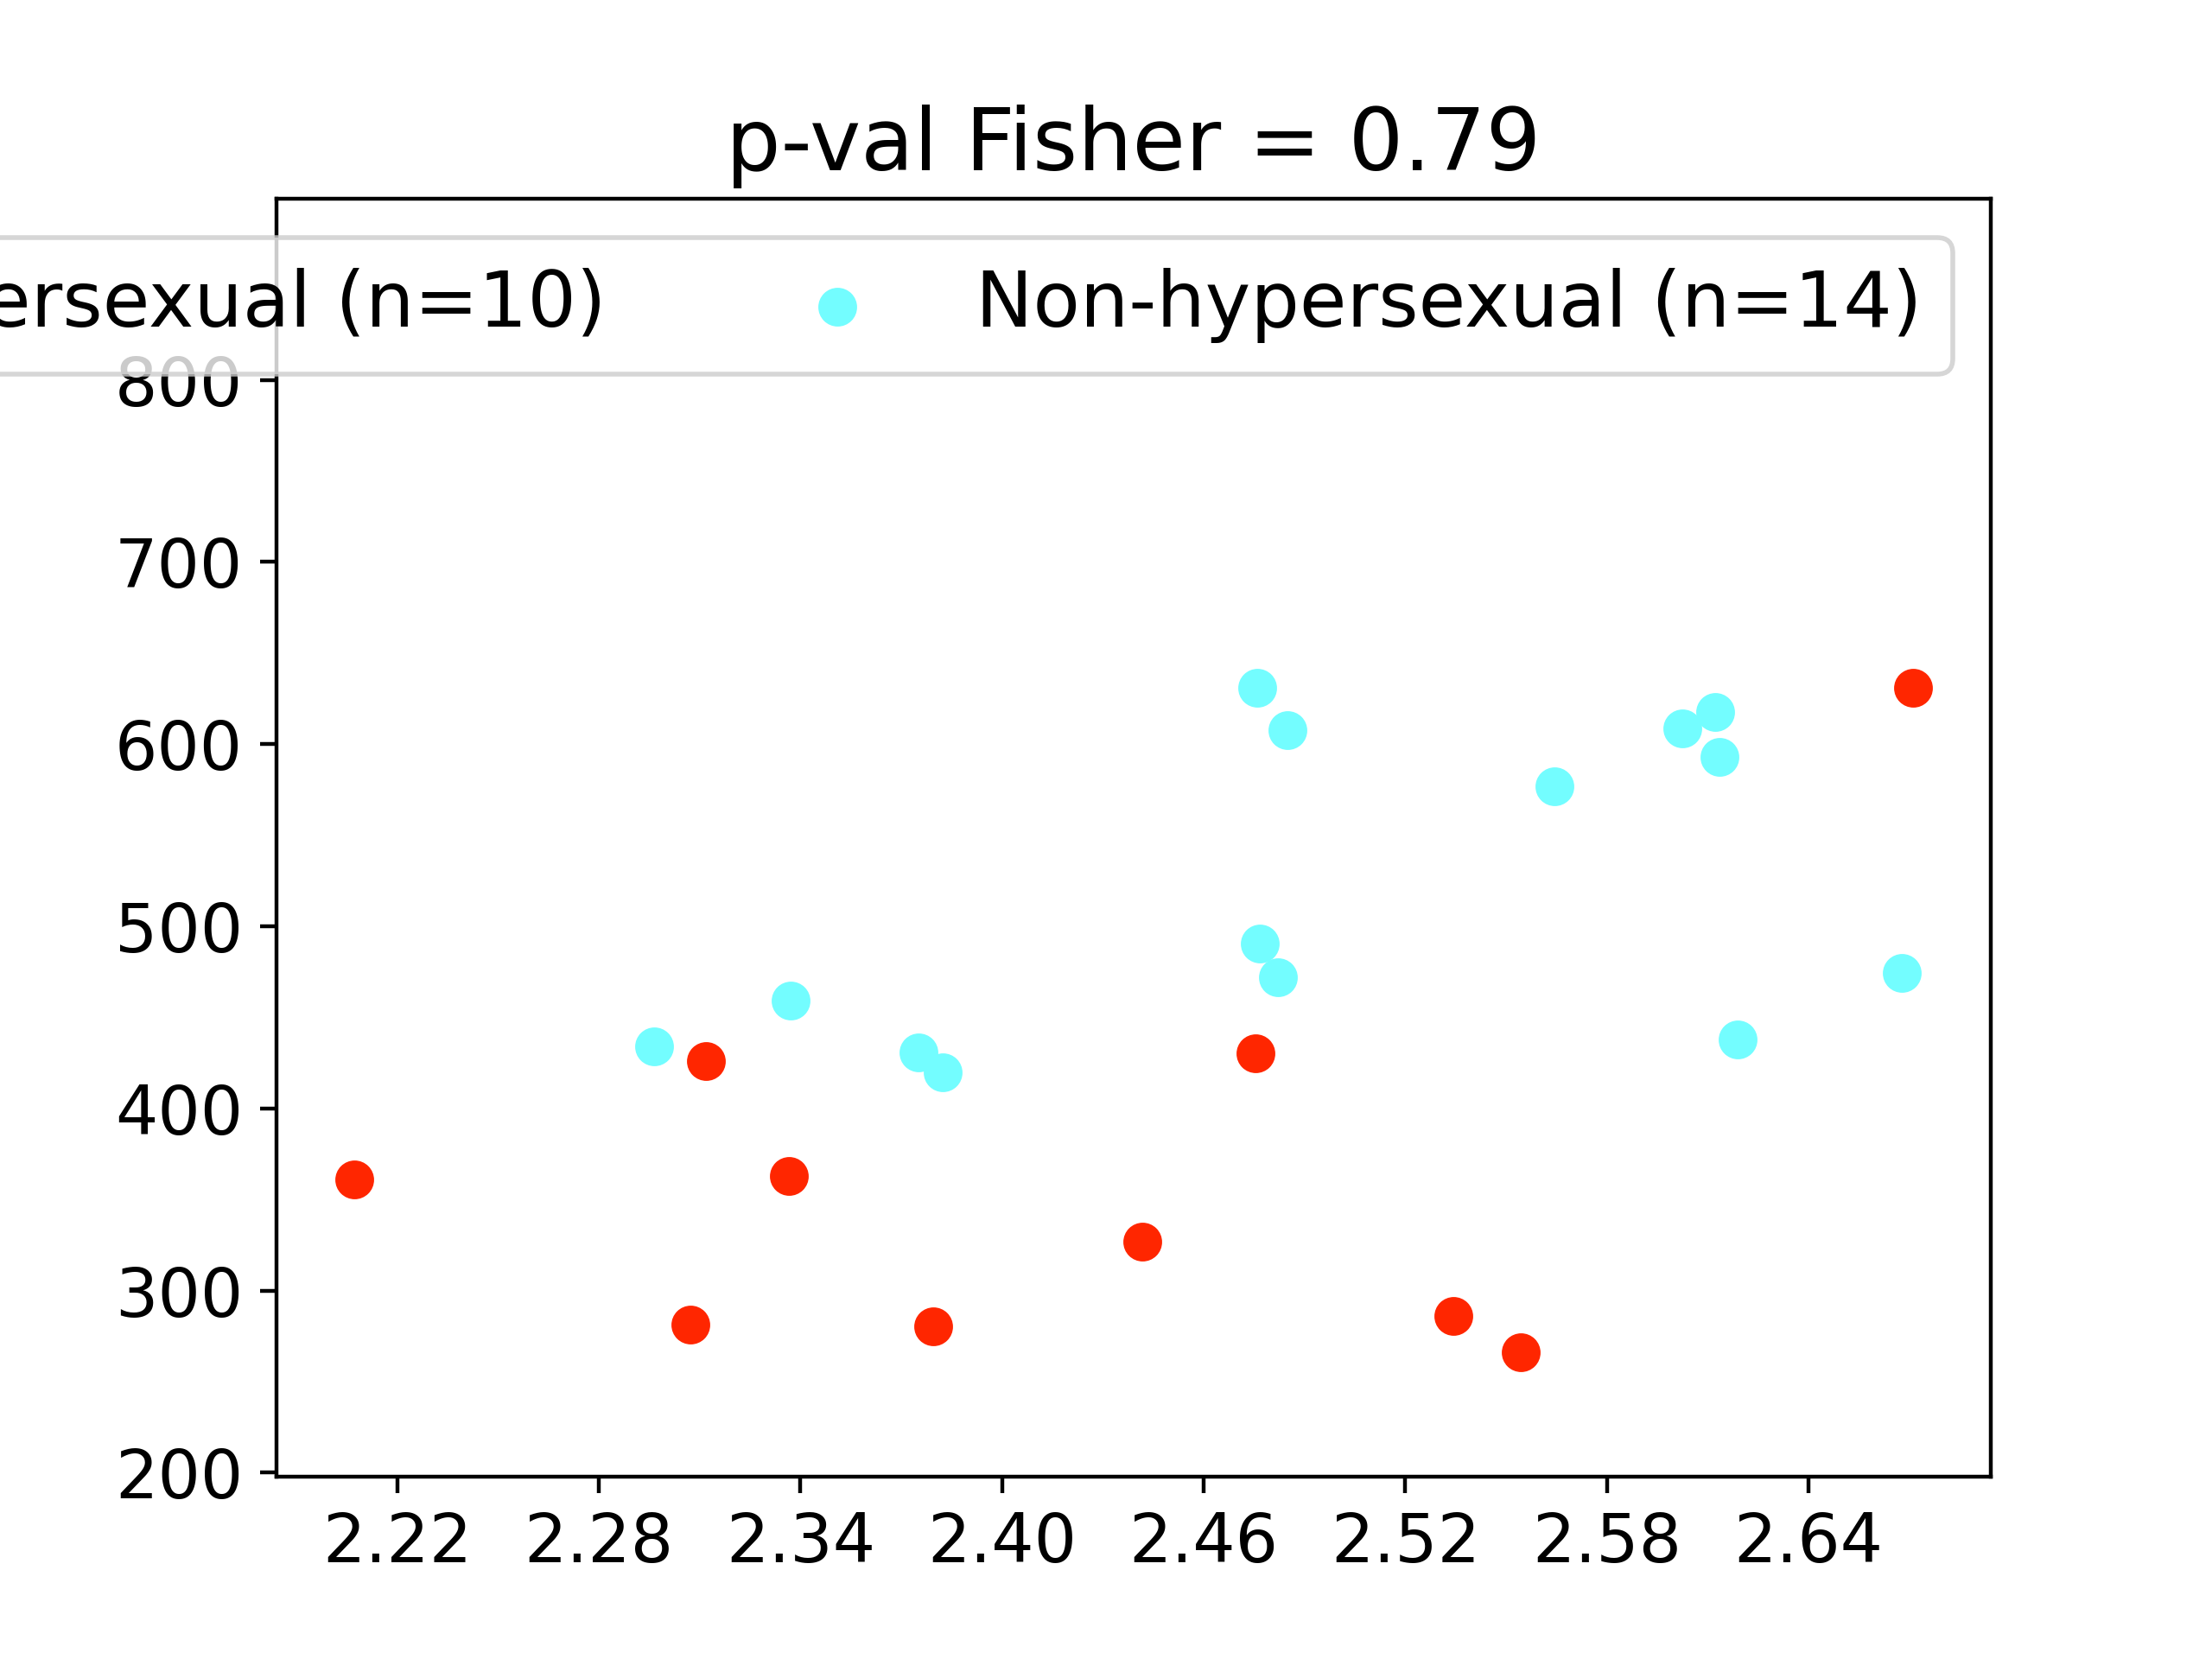 p-val Fisher = 0.79
ersexual (n=10) Non-hypersexual (n=14)
800
700
600
500
400
300
200
2.22 2.28 2.34 2.40 2.46 2.52 2.58 2.64